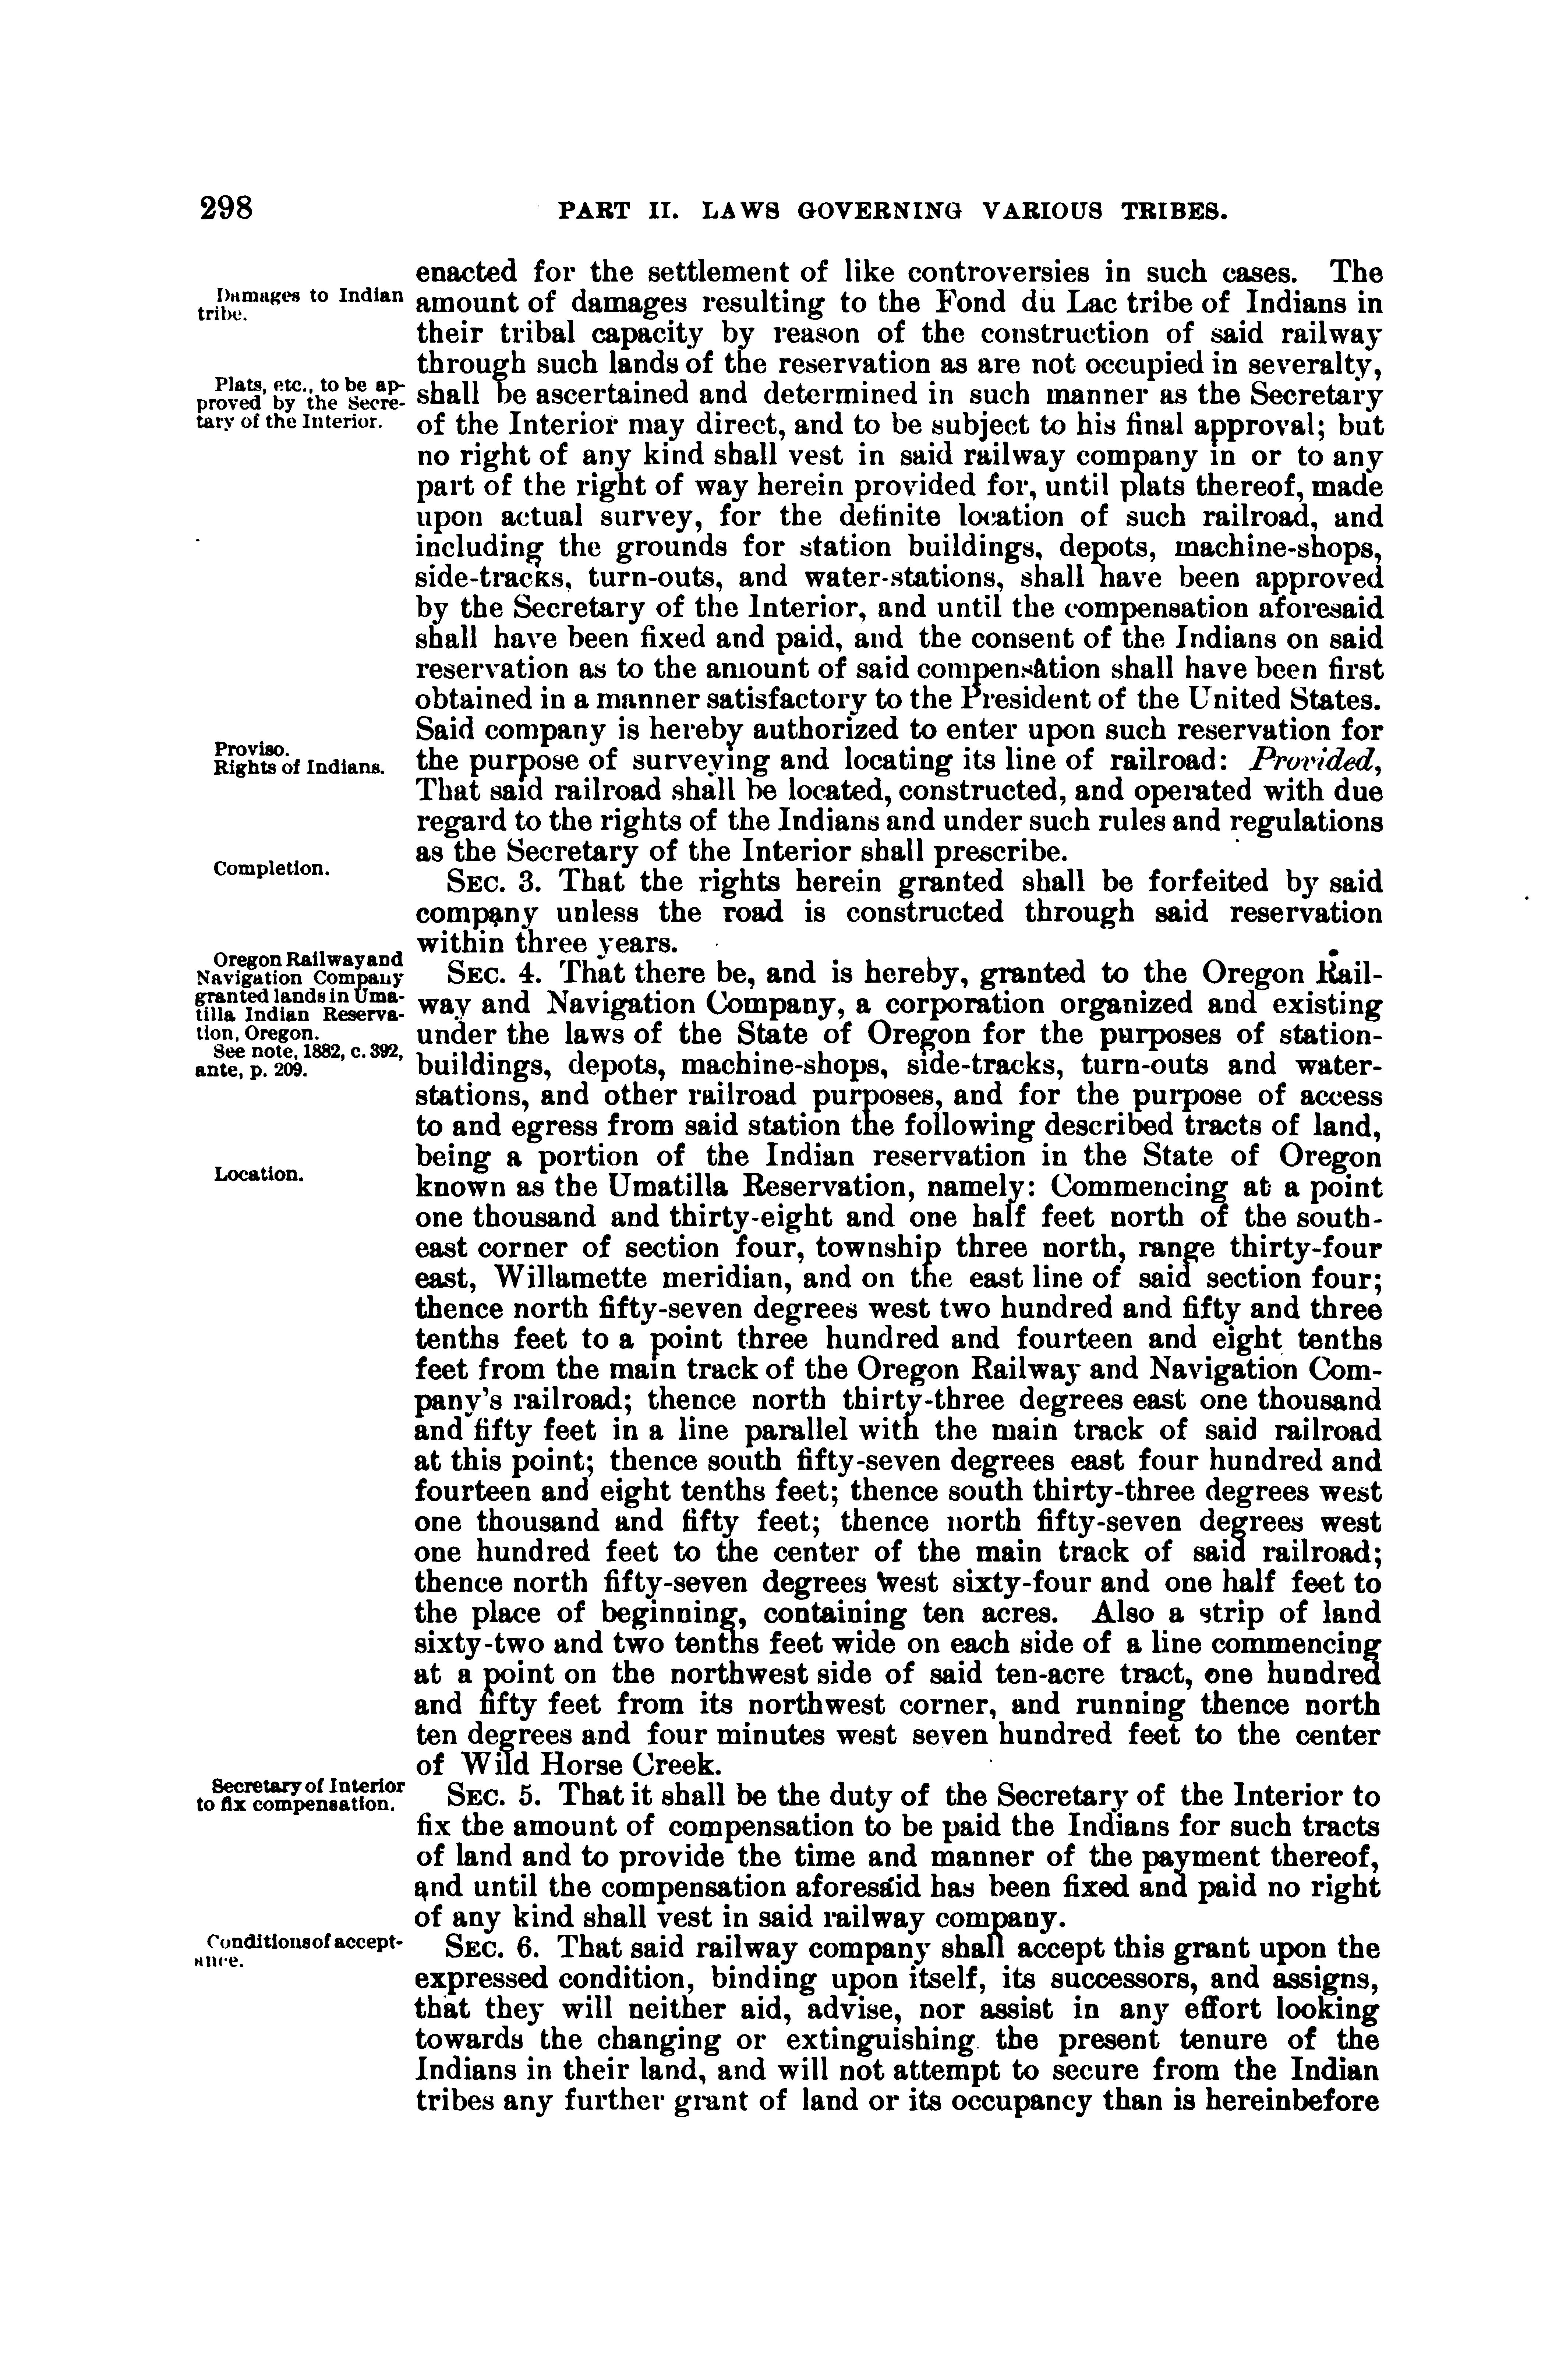 298
PART II. LAWS GOVERNING VARIOUS TRIBES.
enacted for the settlement of like controversies in such cases. The
Damages to Indian
tribe.
amount of damages resulting to the Fond du Lac tribe of Indians in
their tribal capacity by reason of the construction of said railway
through such lands of the reservation as are not occupied in severalty,
Plats, etc., to be ap-
proved by the Secre-
tary of the Interior.
shall be ascertained and determined in such manner as the Secretary
of the Interior may direct, and to be subject to his final approval; but
no right of any kind shall vest in said railway company in or to any
part of the right of way herein provided for, until plats thereof, made
upon actual survey, for the definite location of such railroad, and
including the grounds for station buildings, depots, machine-shops,
side-tracks, turn-outs, and water-stations, shall have been approved
by the Secretary of the Interior, and until the compensation aforesaid
shall have been fixed and paid, and the consent of the Indians on said
reservation as to the amount of said compensation shall have been first
obtained in a manner satisfactory to the President of the United States.
Said company is hereby authorized to enter upon such reservation for
Proviso.
Rights of Indians.
the purpose of surveying and locating its line of railroad: Provided,
That said railroad shall be located, constructed, and operated with due
regard to the rights of the Indians and under such rules and regulations
as the Secretary of the Interior shall prescribe.
Completion.
SEC. 3. That the rights herein granted shall be forfeited by said
company unless the road is constructed through said reservation
within three years.
Oregon Railway and
Navigation Company
granted lands in Uma-
tilla Indian Reserva-
tion, Oregon.
See note, 1882, c. 392,
ante, p. 209.
SEC. 4. That there be, and is hereby, granted to the Oregon Rail-
way and Navigation Company, a corporation organized and existing
under the laws of the State of Oregon for the purposes of station-
buildings, depots, machine-shops, side-tracks, turn-outs and water-
stations, and other railroad purposes, and for the purpose of access
to and egress from said station the following described tracts of land,
being a portion of the Indian reservation in the State of Oregon
Location.
known as the Umatilla Reservation, namely: Commencing at a point
one thousand and thirty-eight and one half feet north of the south-
east corner of section four, township three north, range thirty-four
east, Willamette meridian, and on the east line of said section four;
thence north fifty-seven degrees west two hundred and fifty and three
tenths feet to a point three hundred and fourteen and eight tenths
feet from the main track of the Oregon Railway and Navigation Com-
pany's railroad; thence north thirty-three degrees east one thousand
and fifty feet in a line parallel with the main track of said railroad
at this point; thence south fifty-seven degrees east four hundred and
fourteen and eight tenths feet; thence south thirty-three degrees west
one thousand and fifty feet; thence north fifty-seven degrees west
one hundred feet to the center of the main track of said railroad;
thence north fifty-seven degrees west sixty-four and one half feet to
the place of beginning, containing ten acres. Also a strip of land
sixty-two and two tenths feet wide on each side of a line commencing
at a point on the northwest side of said ten-acre tract, one hundred
and fifty feet from its northwest corner, and running thence north
ten degrees and four minutes west seven hundred feet to the center
of Wild Horse Creek.
Secretary of Interior
to fix compensation.
SEC. 5. That it shall be the duty of the Secretary of the Interior to
fix the amount of compensation to be paid the Indians for such tracts
of land and to provide the time and manner of the payment thereof,
and until the compensation aforesaid has been fixed and paid no right
of any kind shall vest in said railway company.
Conditions of accept-
ance.
SEC. 6. That said railway company shall accept this grant upon the
expressed condition, binding upon itself, its successors, and assigns,
that they will neither aid, advise, nor assist in any effort looking
towards the changing or extinguishing the present tenure of the
Indians in their land, and will not attempt to secure from the Indian
tribes any further grant of land or its occupancy than is hereinbefore